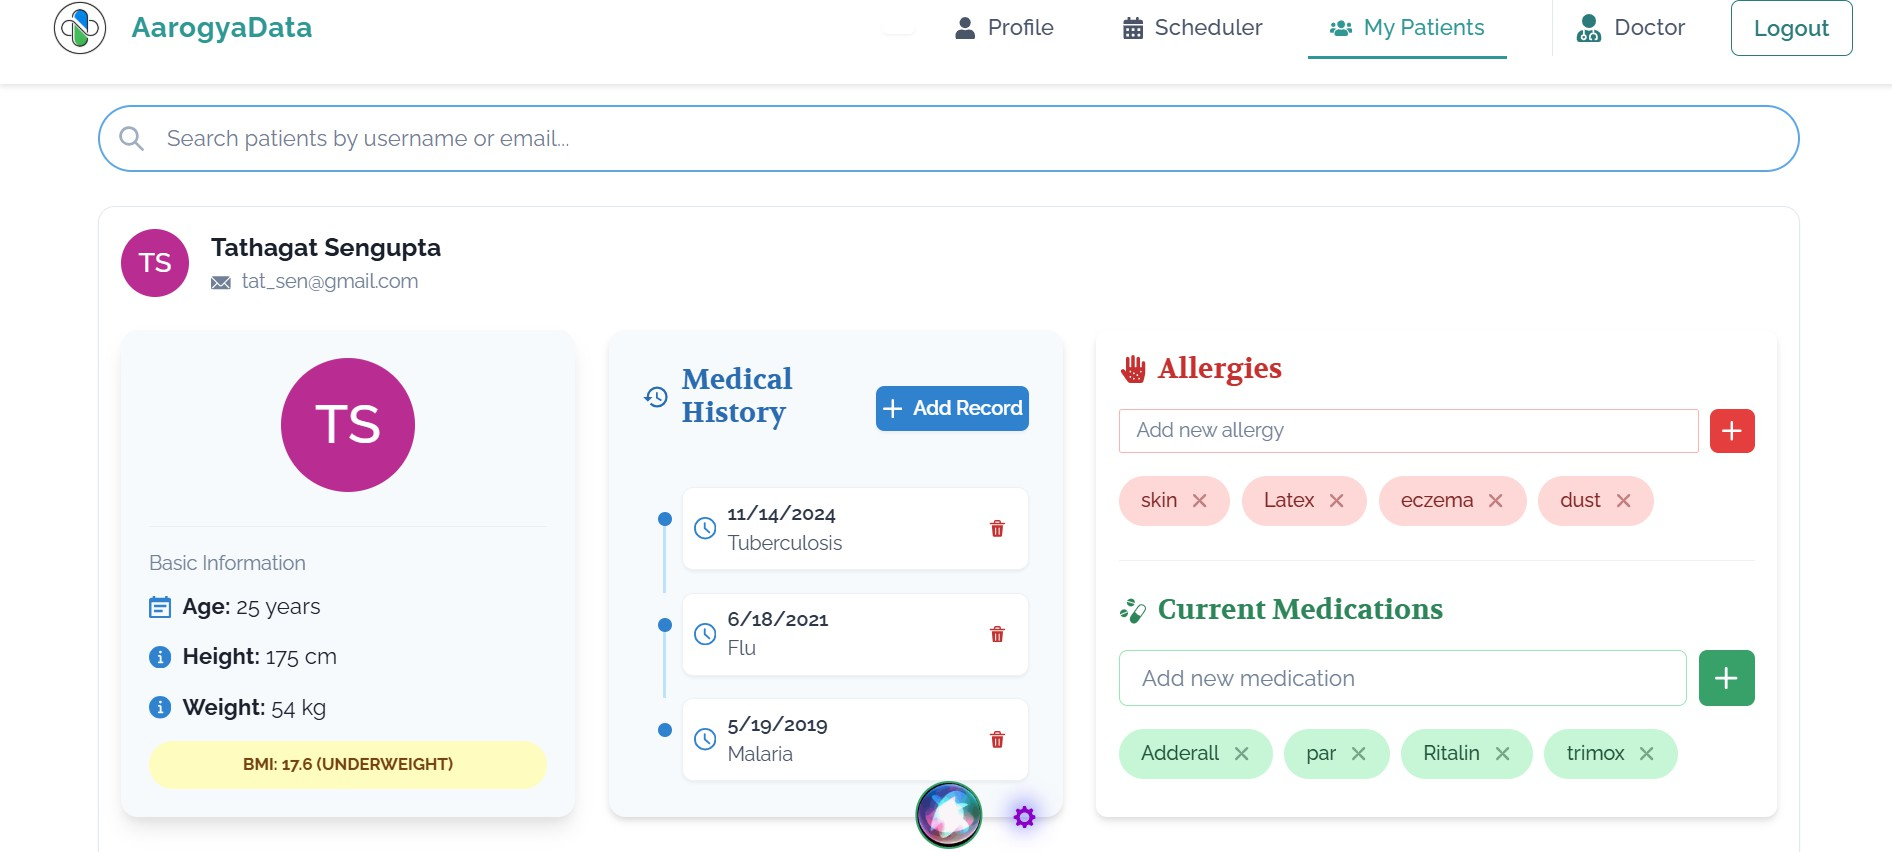 AarogyaData
Profile
Scheduler
My Patients
Doctor
Logout
Search patients by username or email...
TS
Tathagat Sengupta
tat_sen@gmail.com
TS
Basic Information
Age: 25 years
Height: 175 cm
Weight: 54 kg
BMI: 17.6 (UNDERWEIGHT)
Medical
History
Add Record
11/14/2024
Tuberculosis
6/18/2021
Flu
5/19/2019
Malaria
Allergies
Add new allergy
skin
Latex
eczema
dust
Current Medications
Add new medication
Adderall
par
Ritalin
trimox